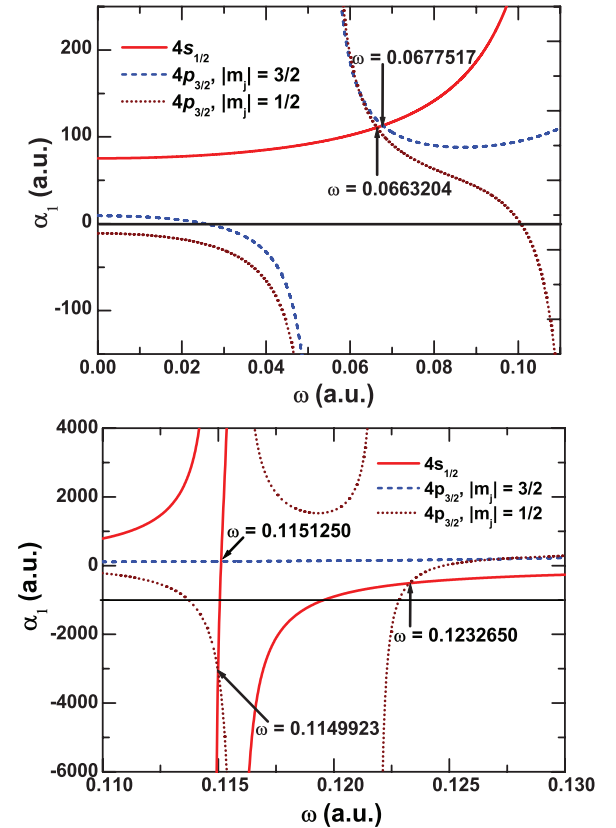 200
100
0
-100
α₁ (a.u.)
4s1/2
4p3/2, |mj| = 3/2
4p3/2, |mj| = 1/2
ω = 0.0677517
ω = 0.0663204
0.00 0.02 0.04 0.06 0.08 0.10
ω (a.u.)
4000
2000
0
-2000
-4000
-6000
α₁ (a.u.)
4s1/2
4p3/2, |mj| = 3/2
4p3/2, |mj| = 1/2
ω = 0.1151250
ω = 0.1232650
ω = 0.1149923
0.110 0.115 0.120 0.125 0.130
ω (a.u.)